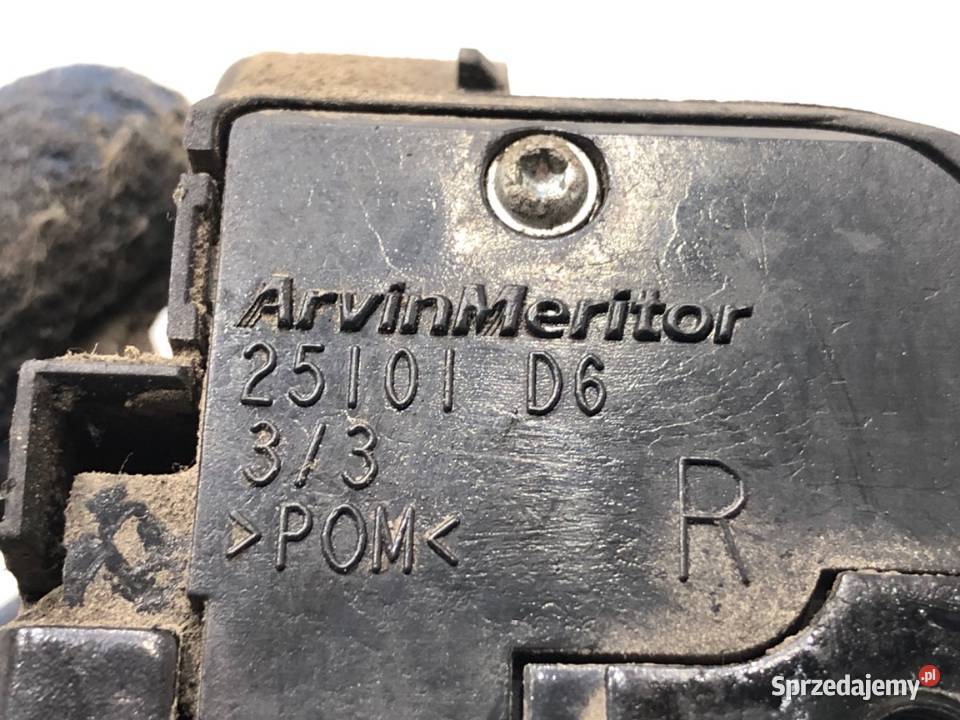 ArvinMeritor
25101 D6
3/3
>POM<
R
Sprzedajemy.pl